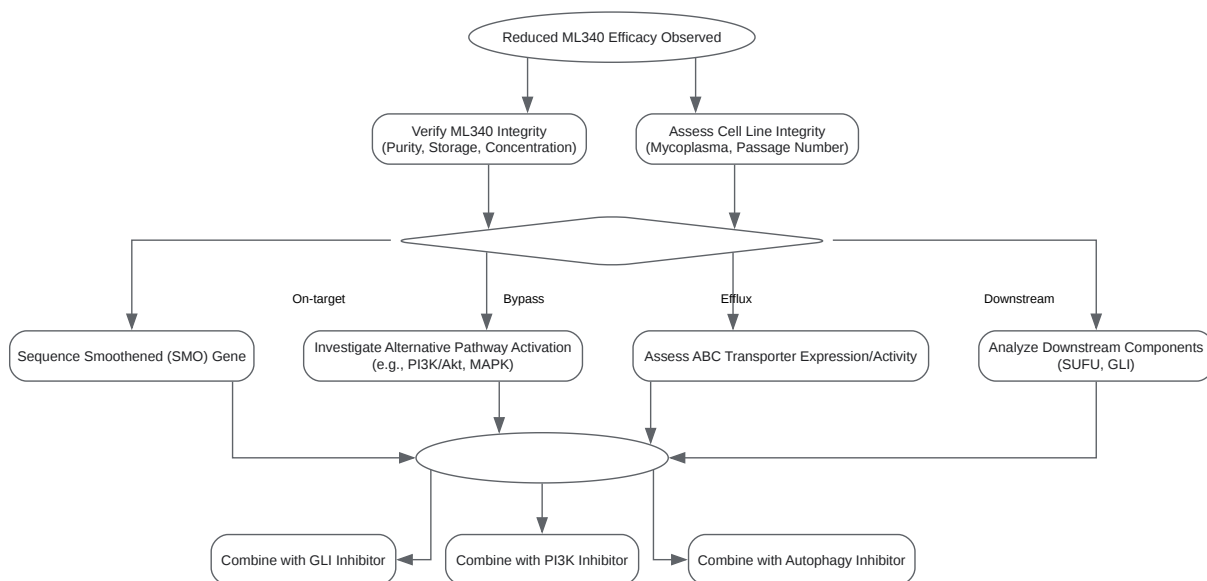 Reduced ML340 Efficacy Observed
Verify ML340 Integrity
(Purity, Storage, Concentration)
Assess Cell Line Integrity
(Mycoplasma, Passage Number)
On-target
Bypass
Efflux
Downstream
Sequence Smoothened (SMO) Gene
Investigate Alternative Pathway Activation
(e.g., PI3K/Akt, MAPK)
Assess ABC Transporter Expression/Activity
Analyze Downstream Components
(SUFU, GLI)
Combine with GLI Inhibitor
Combine with PI3K Inhibitor
Combine with Autophagy Inhibitor